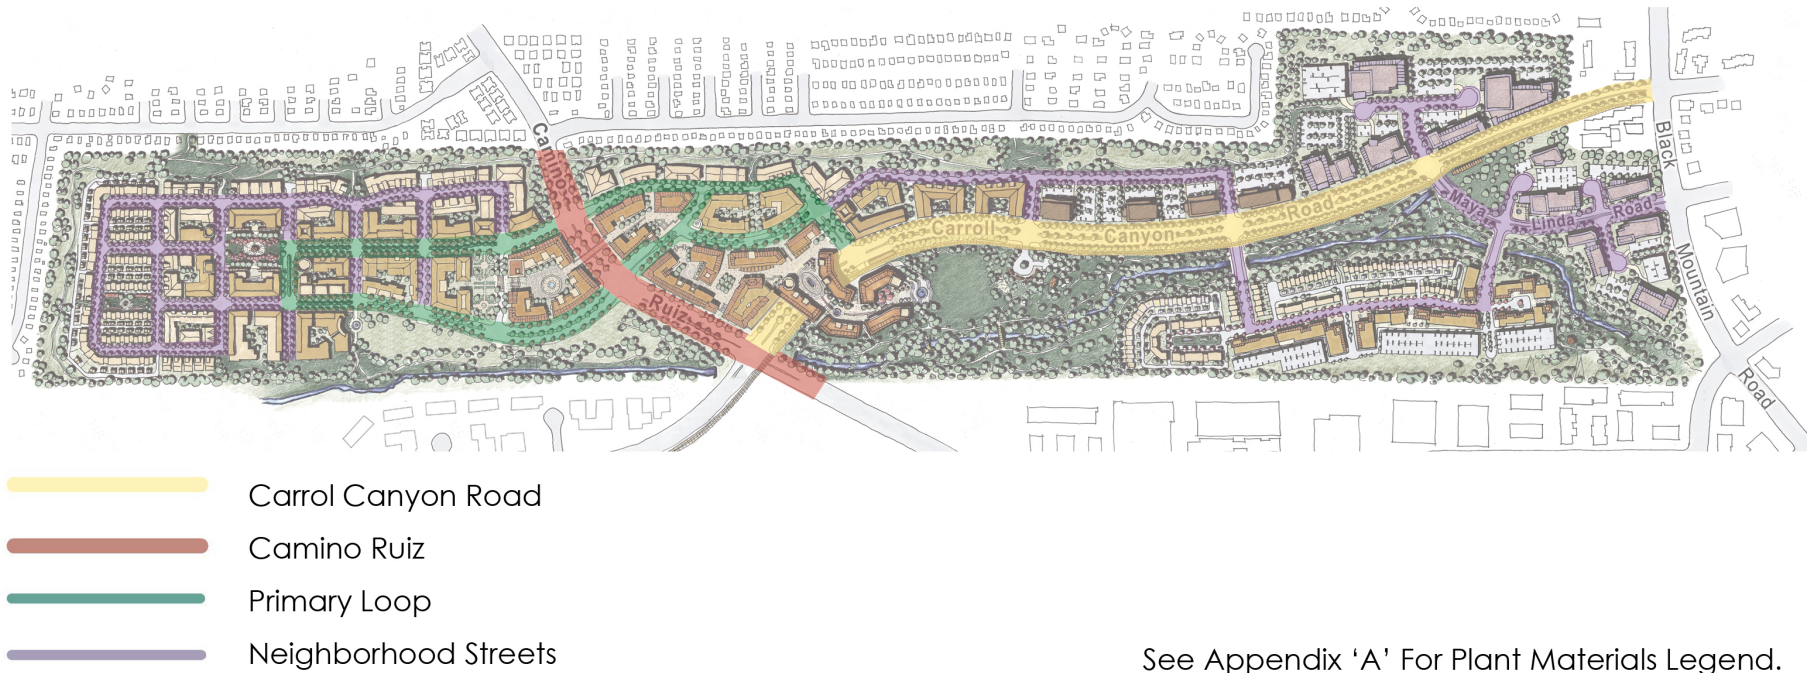 Camino
Ruiz
Carroll
Canyon
Road
Maya
Linda
Road
Black
Mountain
Road
Carrol Canyon Road
Camino Ruiz
Primary Loop
Neighborhood Streets
See Appendix ‘A’ For Plant Materials Legend.